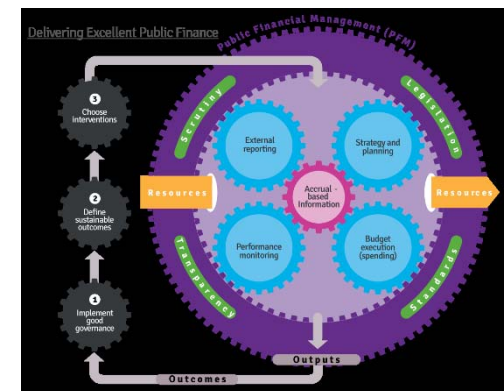 Delivering Excellent Public Finance
Public Financial Management (PFM)
3
Choose
interventions
Scrutiny
Legislation
External
reporting
Strategy and
planning
Resources
Accrual -
based
Information
Resources
2
Define
sustainable
outcomes
Performance
monitoring
Budget
execution
(spending)
Transparency
Standards
1
Implement
good
governance
Outputs
Outcomes